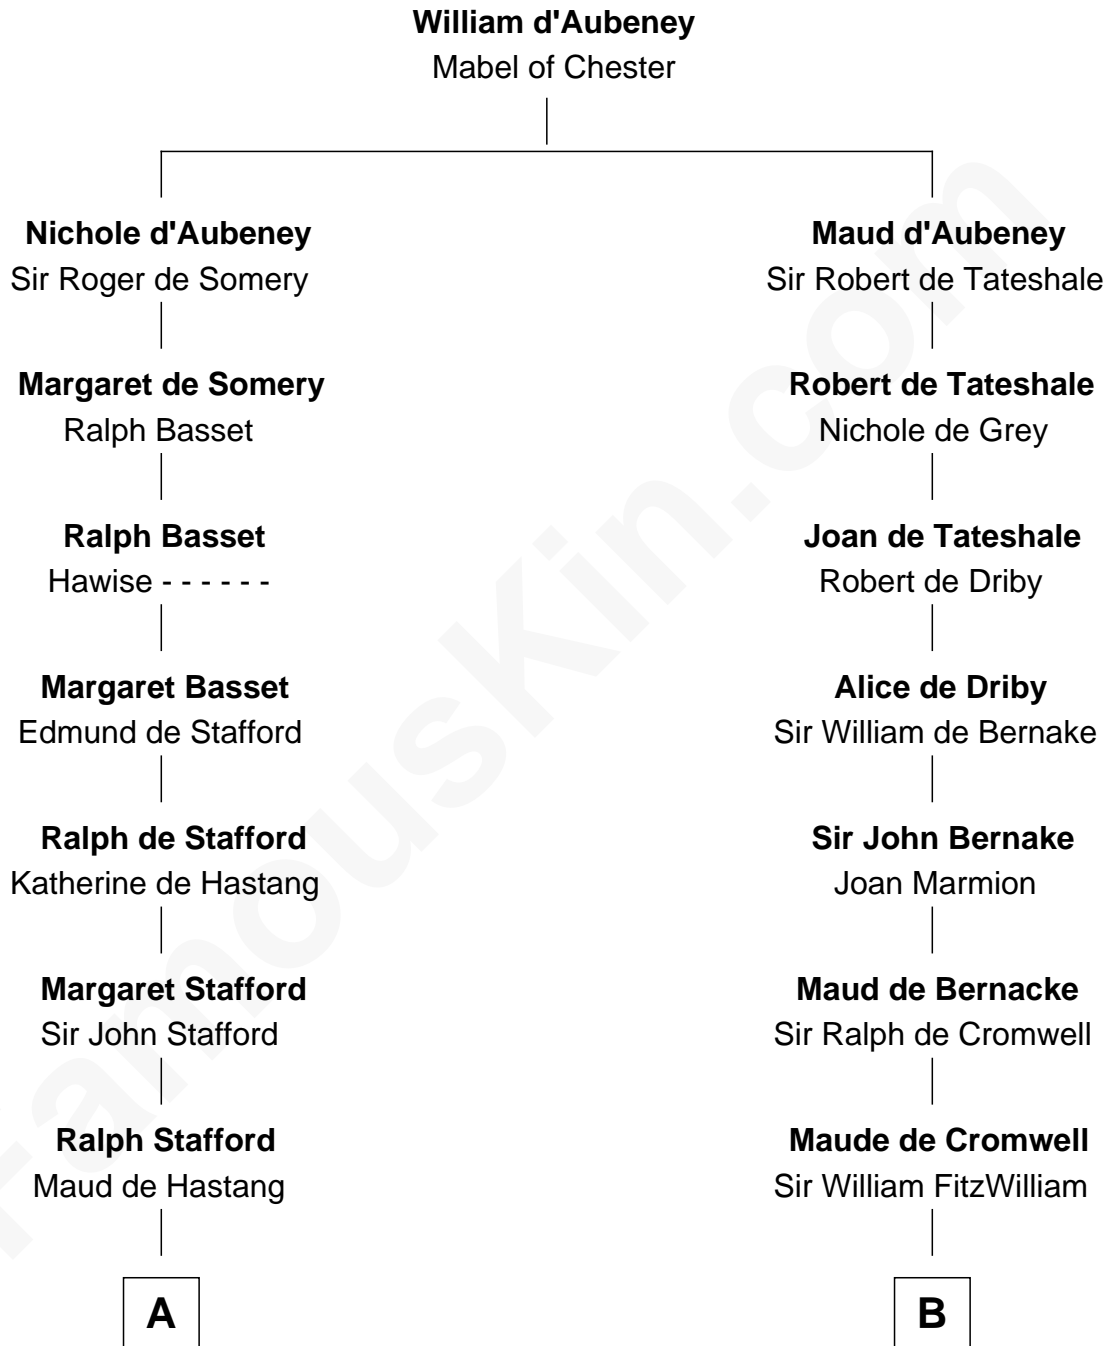 William d'Aubeney
Mabel of Chester
Nichole d'Aubeney
Sir Roger de Somery
Maud d'Aubeney
Sir Robert de Tateshale
Margaret de Somery
Ralph Basset
Robert de Tateshale
Nichole de Grey
Ralph Basset
Hawise - - - - - -
Joan de Tateshale
Robert de Driby
Margaret Basset
Edmund de Stafford
Alice de Driby
Sir William de Bernake
Ralph de Stafford
Katherine de Hastang
Sir John Bernake
Joan Marmion
Margaret Stafford
Sir John Stafford
Maud de Bernacke
Sir Ralph de Cromwell
Ralph Stafford
Maud de Hastang
Maude de Cromwell
Sir William FitzWilliam
A
B
FamousKin.com